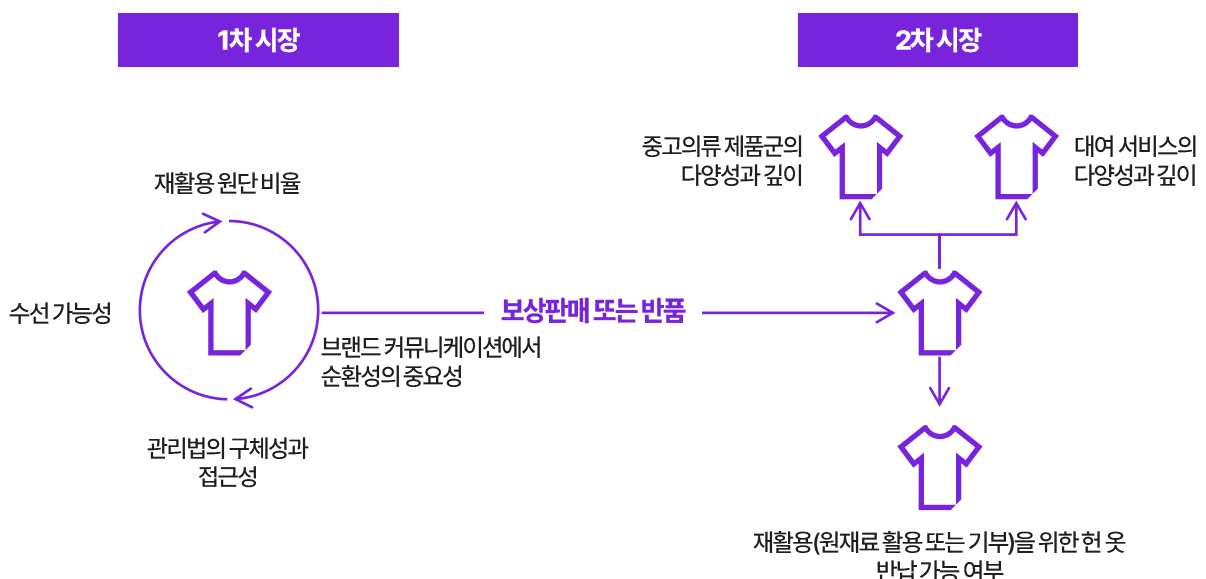 1차 시장
2차 시장
재활용 원단 비율
수선 가능성
브랜드 커뮤니케이션에서
순환성의 중요성
관리법의 구체성과
접근성
보상판매 또는 반품
중고의류 제품군의
다양성과 깊이
대여 서비스의
다양성과 깊이
재활용(원재료 활용 또는 기부)을 위한 헌 옷
반납 가능 여부